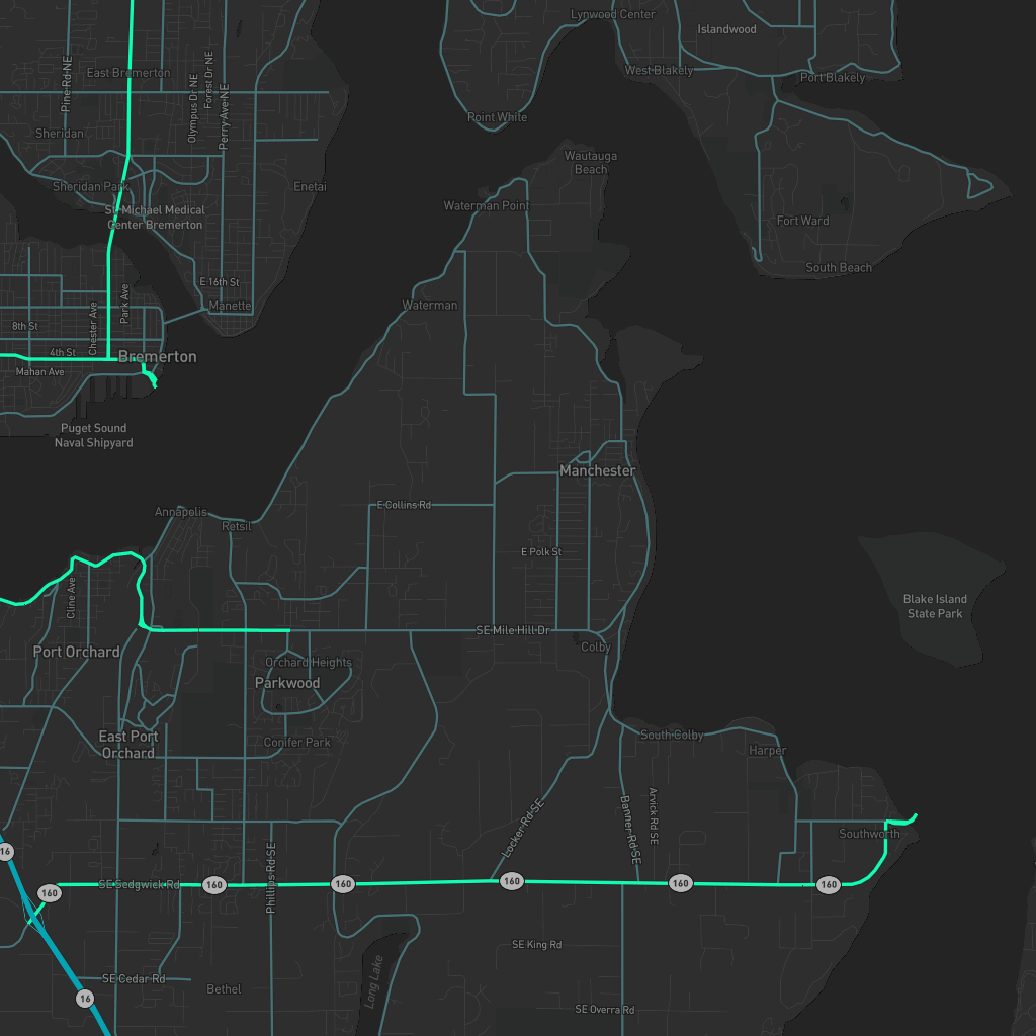 Lynwood Center
Islandwood
East Bremerton
West Blakely
Port Blakely
Pine Rd NE
Olympus Dr NE
Forest Dr NE
Perry Ave NE
Point White
Sheridan
Wautauga
Beach
Sheridan Park
Enetai
Waterman Point
St. Michael Medical
Center Bremerton
Fort Ward
South Beach
E 16th St
Park Ave
Chester Ave
Manette
Waterman
8th St
4th St
Bremerton
Mahan Ave
Puget Sound
Naval Shipyard
Manchester
E Collins Rd
Annapolis
Retsil
E Polk St
Cline Ave
Blake Island
State Park
SE Mile Hill Dr
Colby
Port Orchard
Orchard Heights
Parkwood
East Port
Orchard
Conifer Park
South Colby
Harper
Locker Rd SE
Banner Rd SE
Arvick Rd SE
Southworth
16
160
SE Sedgwick Rd
160
Phillips Rd SE
160
160
160
160
SE King Rd
SE Cedar Rd
Bethel
Long Lake
16
SE Overra Rd